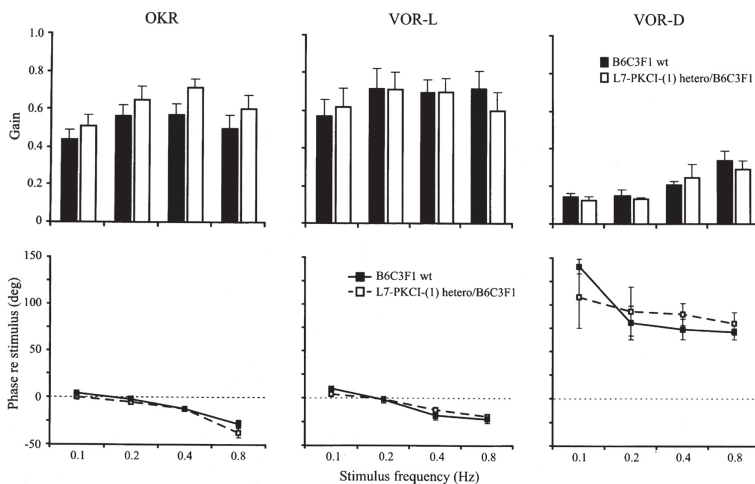 OKR VOR-L VOR-D
B6C3F1 wt
L7-PKCI-(1) hetero/B6C3F1
Gain
1
0.8
0.6
0.4
0.2
0
B6C3F1 wt
L7-PKCI-(1) hetero/B6C3F1
Phase re stimulus (deg)
150
100
50
0
-50
0.1 0.2 0.4 0.8 0.1 0.2 0.4 0.8 0.1 0.2 0.4 0.8
Stimulus frequency (Hz)